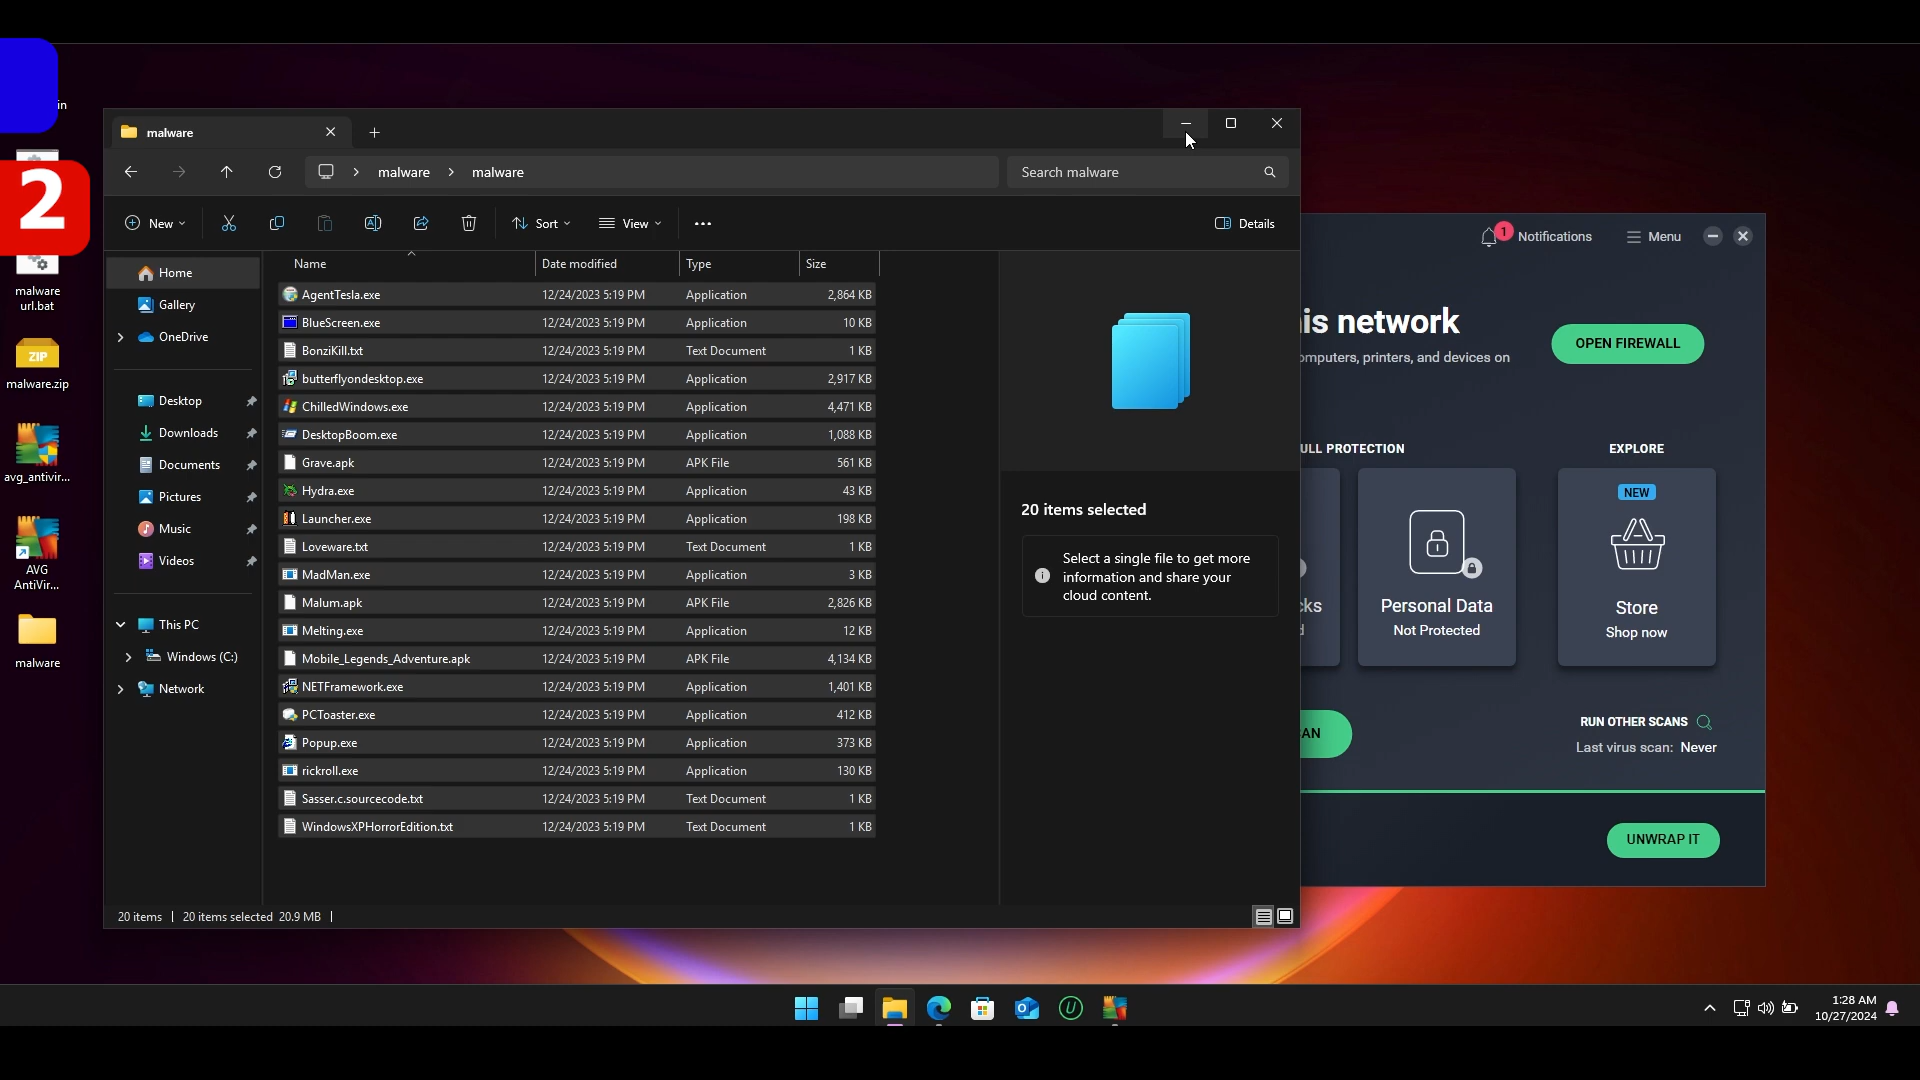 in
2
malware
url.bat
malware.zip
avg_antivir...
AVG
AntiVir...
malware
malware
malware
malware
Search malware
New
Sort
View
Details
Home
Gallery
OneDrive
Desktop
Downloads
Documents
Pictures
Music
Videos
This PC
Windows (C:)
Network
Name Date modified Type Size
AgentTesla.exe 12/24/2023 5:19 PM Application 2,864 KB
BlueScreen.exe 12/24/2023 5:19 PM Application 10 KB
BonziKill.txt 12/24/2023 5:19 PM Text Document 1 KB
butterflyondesktop.exe 12/24/2023 5:19 PM Application 2,917 KB
ChilledWindows.exe 12/24/2023 5:19 PM Application 4,471 KB
DesktopBoom.exe 12/24/2023 5:19 PM Application 1,088 KB
Grave.apk 12/24/2023 5:19 PM APK File 561 KB
Hydra.exe 12/24/2023 5:19 PM Application 43 KB
Launcher.exe 12/24/2023 5:19 PM Application 198 KB
Loveware.txt 12/24/2023 5:19 PM Text Document 1 KB
MadMan.exe 12/24/2023 5:19 PM Application 3 KB
Malum.apk 12/24/2023 5:19 PM APK File 2,826 KB
Melting.exe 12/24/2023 5:19 PM Application 12 KB
Mobile_Legends_Adventure.apk 12/24/2023 5:19 PM APK File 4,134 KB
NETFramework.exe 12/24/2023 5:19 PM Application 1,401 KB
PCToaster.exe 12/24/2023 5:19 PM Application 412 KB
Popup.exe 12/24/2023 5:19 PM Application 373 KB
rickroll.exe 12/24/2023 5:19 PM Application 130 KB
Sasser.c.sourcecode.txt 12/24/2023 5:19 PM Text Document 1 KB
WindowsXPHorrorEdition.txt 12/24/2023 5:19 PM Text Document 1 KB
20 items selected
Select a single file to get more
information and share your
cloud content.
20 items
20 items selected 20.9 MB
1
Notifications
Menu
is network
omputers, printers, and devices on
OPEN FIREWALL
ULL PROTECTION
EXPLORE
cks
d
Personal Data
Not Protected
NEW
Store
Shop now
AN
RUN OTHER SCANS
Last virus scan: Never
UNWRAP IT
ZIP
1:28 AM
10/27/2024